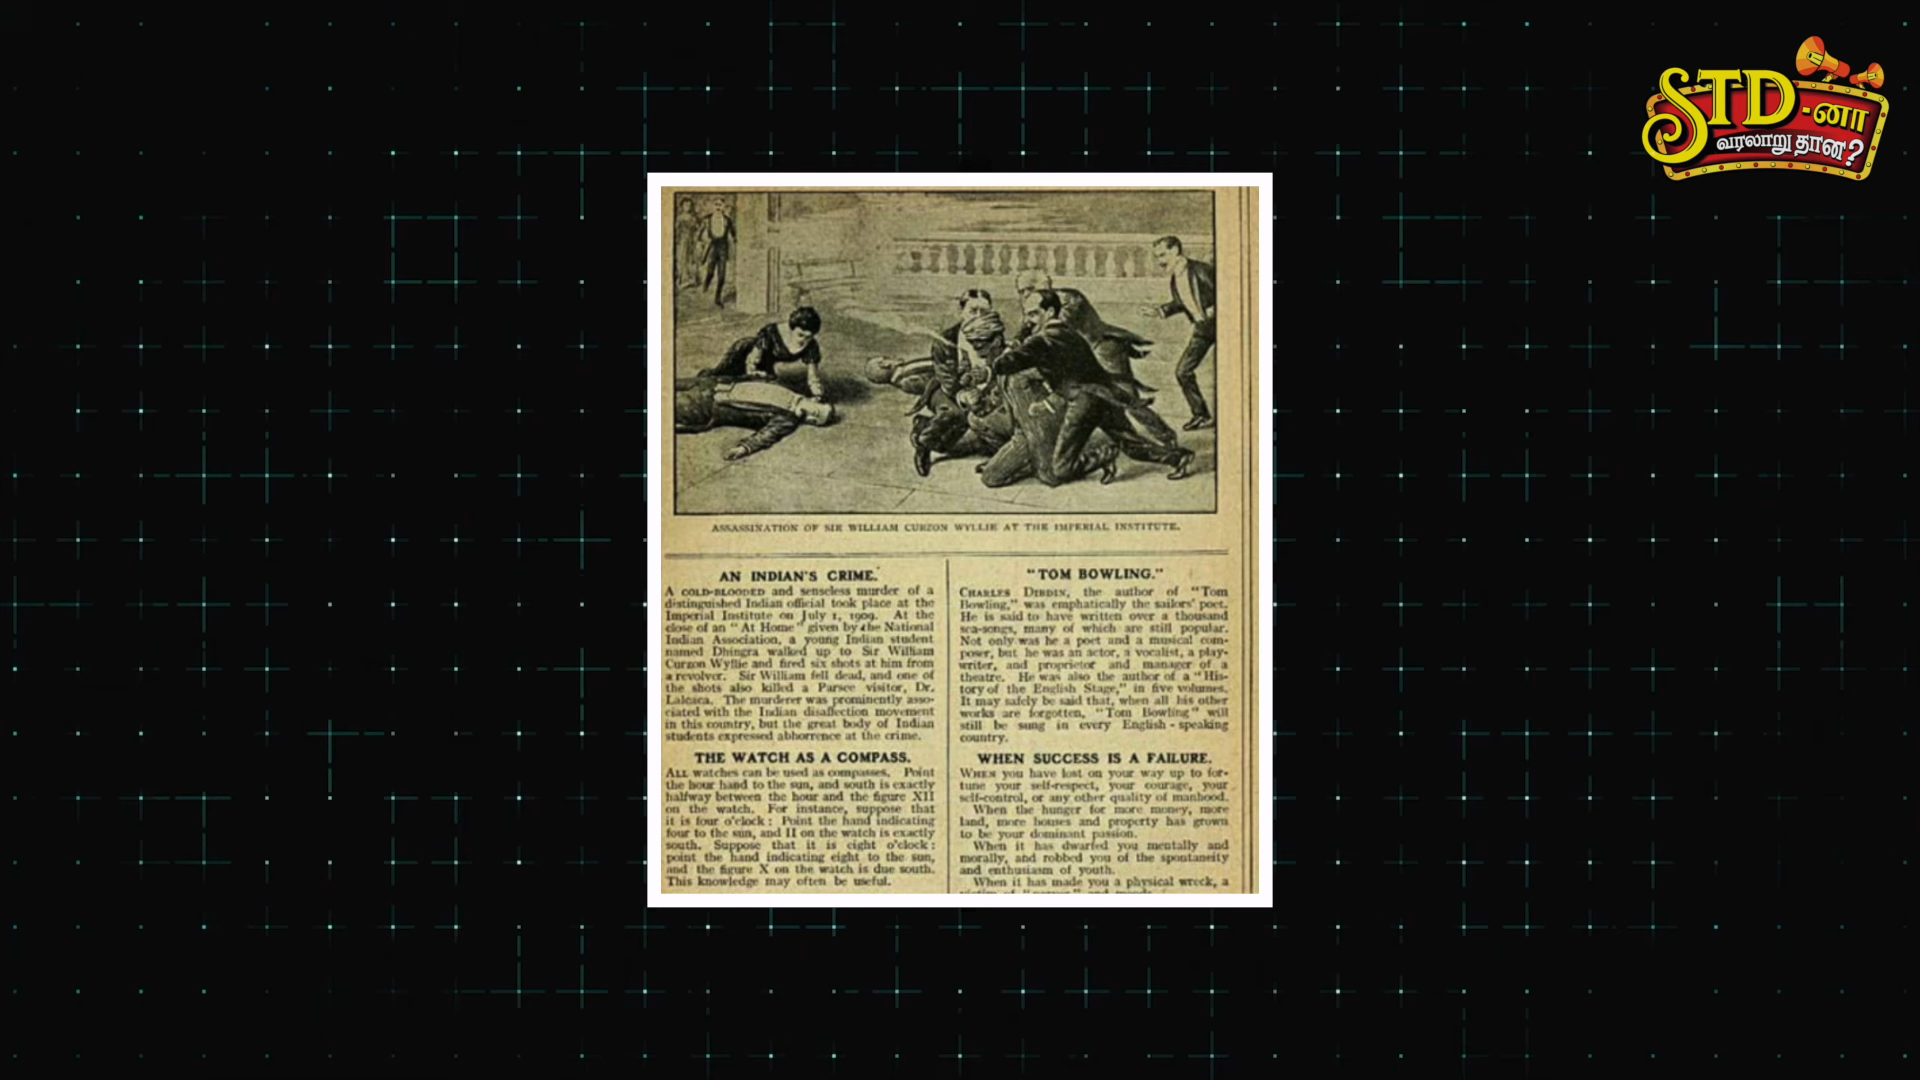 STD-னா
வரலாறு தான?
ASSASSINATION OF SIR WILLIAM CURZON WYLLIE AT THE IMPERIAL INSTITUTE.
AN INDIAN'S CRIME.
A COLD-BLOODED and senseless murder of a
distinguished Indian official took place at the
Imperial Institute on July 1, 1909. At the
close of an "At Home" given by the National
Indian Association, a young Indian student
named Dhingra walked up to Sir William
Curzon Wyllie and fired six shots at him from
a revolver. Sir William fell dead, and one of
the shots also killed a Parsee visitor, Dr.
Lalcaca. The murderer was prominently asso-
ciated with the Indian disaffection movement
in this country, but the great body of Indian
students expressed abhorrence at the crime.
THE WATCH AS A COMPASS.
ALL watches can be used as compasses. Point
the hour hand to the sun, and south is exactly
halfway between the hour and the figure XII
on the watch. For instance, suppose that
it is four o'clock: Point the hand indicating
four to the sun, and II on the watch is exactly
south. Suppose that it is eight o'clock:
point the hand indicating eight to the sun,
and the figure X on the watch is due south.
This knowledge may often be useful.
"TOM BOWLING."
CHARLES DIBDIN, the author of "Tom
Bowling," was emphatically the sailors' poet.
He is said to have written over a thousand
sea-songs, many of which are still popular.
Not only was he a poet and a musical com-
poser, but he was an actor, a vocalist, a play-
writer, and proprietor and manager of a
theatre. He was also the author of a "His-
tory of the English Stage," in five volumes.
It may safely be said that, when all his other
works are forgotten, "Tom Bowling" will
still be sung in every English-speaking
country.
WHEN SUCCESS IS A FAILURE.
WHEN you have lost on your way up to for-
tune your self-respect, your courage, your
self-control, or any other quality of manhood.
When the hunger for more money, more
land, more houses and property has grown
to be your dominant passion.
When it has dwarfed you mentally and
morally, and robbed you of the spontaneity
and enthusiasm of youth.
When it has made you a physical wreck, a